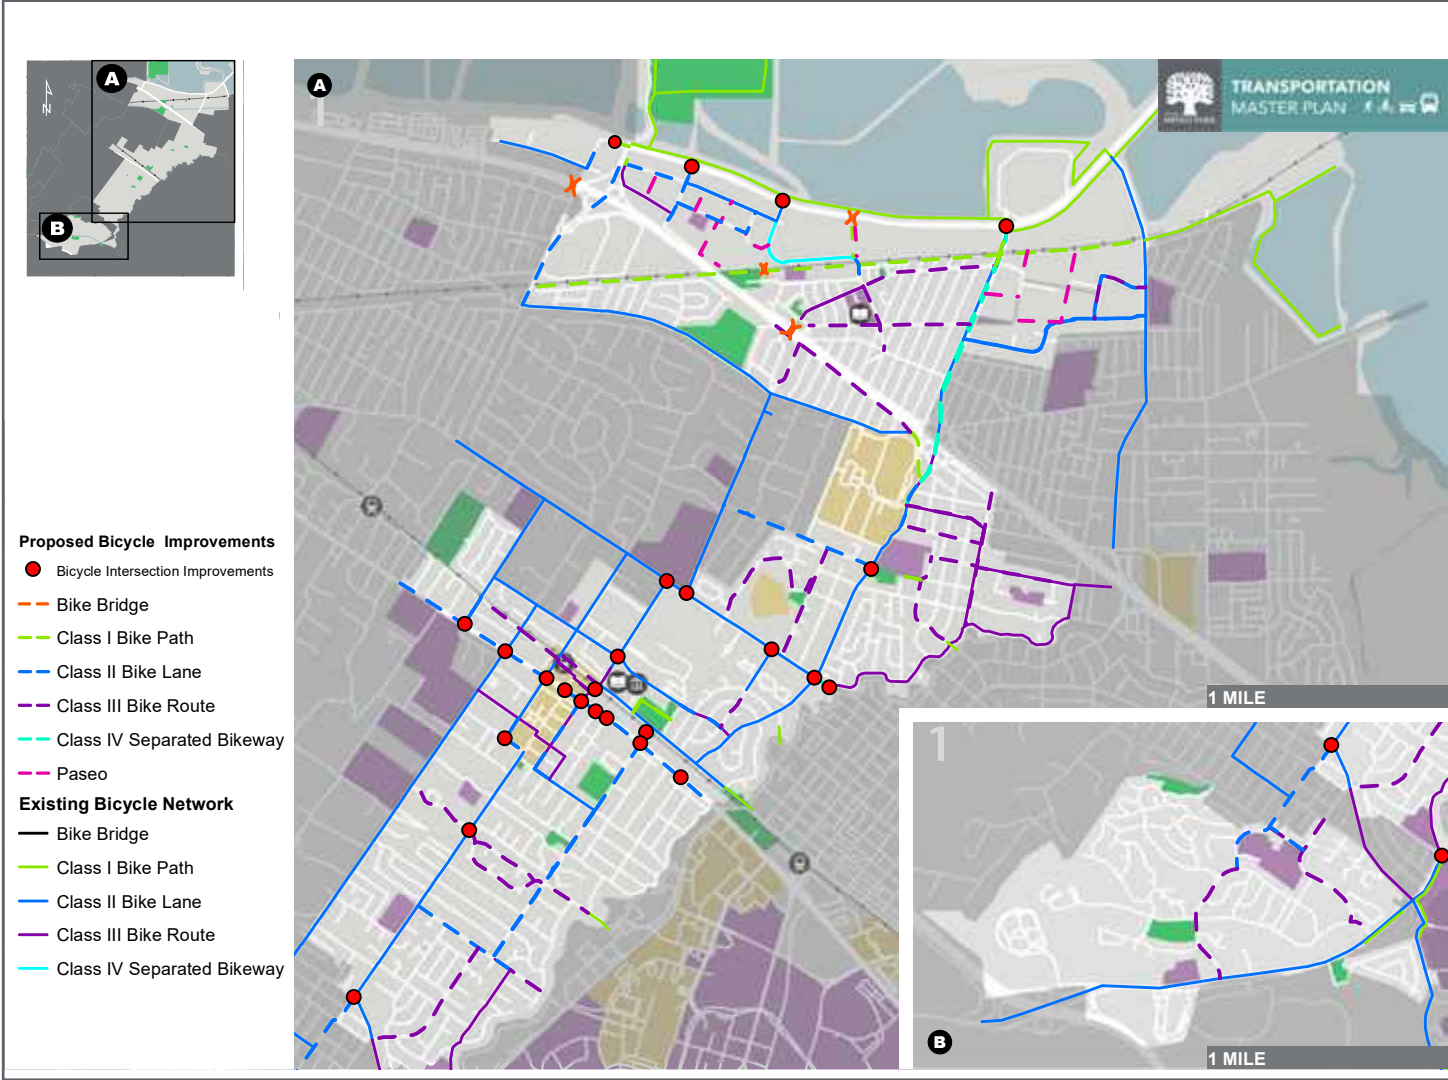 A
N
B
A
TRANSPORTATION
MASTER PLAN
Proposed Bicycle Improvements
Bicycle Intersection Improvements
Bike Bridge
Class I Bike Path
Class II Bike Lane
Class III Bike Route
Class IV Separated Bikeway
Paseo
Existing Bicycle Network
Bike Bridge
Class I Bike Path
Class II Bike Lane
Class III Bike Route
Class IV Separated Bikeway
1 MILE
1
B
1 MILE